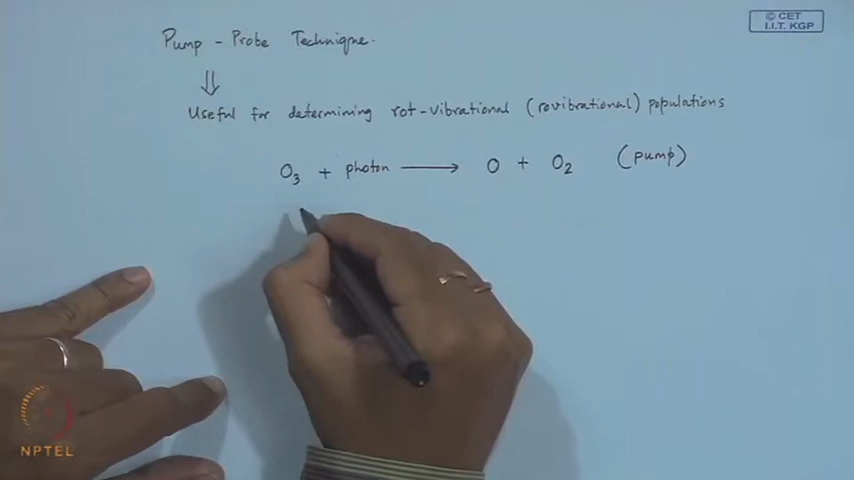 © CET
I.I.T. KGP
Pump - Probe Technique.
⇓
Useful for determining rot-vibrational (rovibrational) populations
O₃ + photon ⟶ O + O₂ (pump)
NPTEL